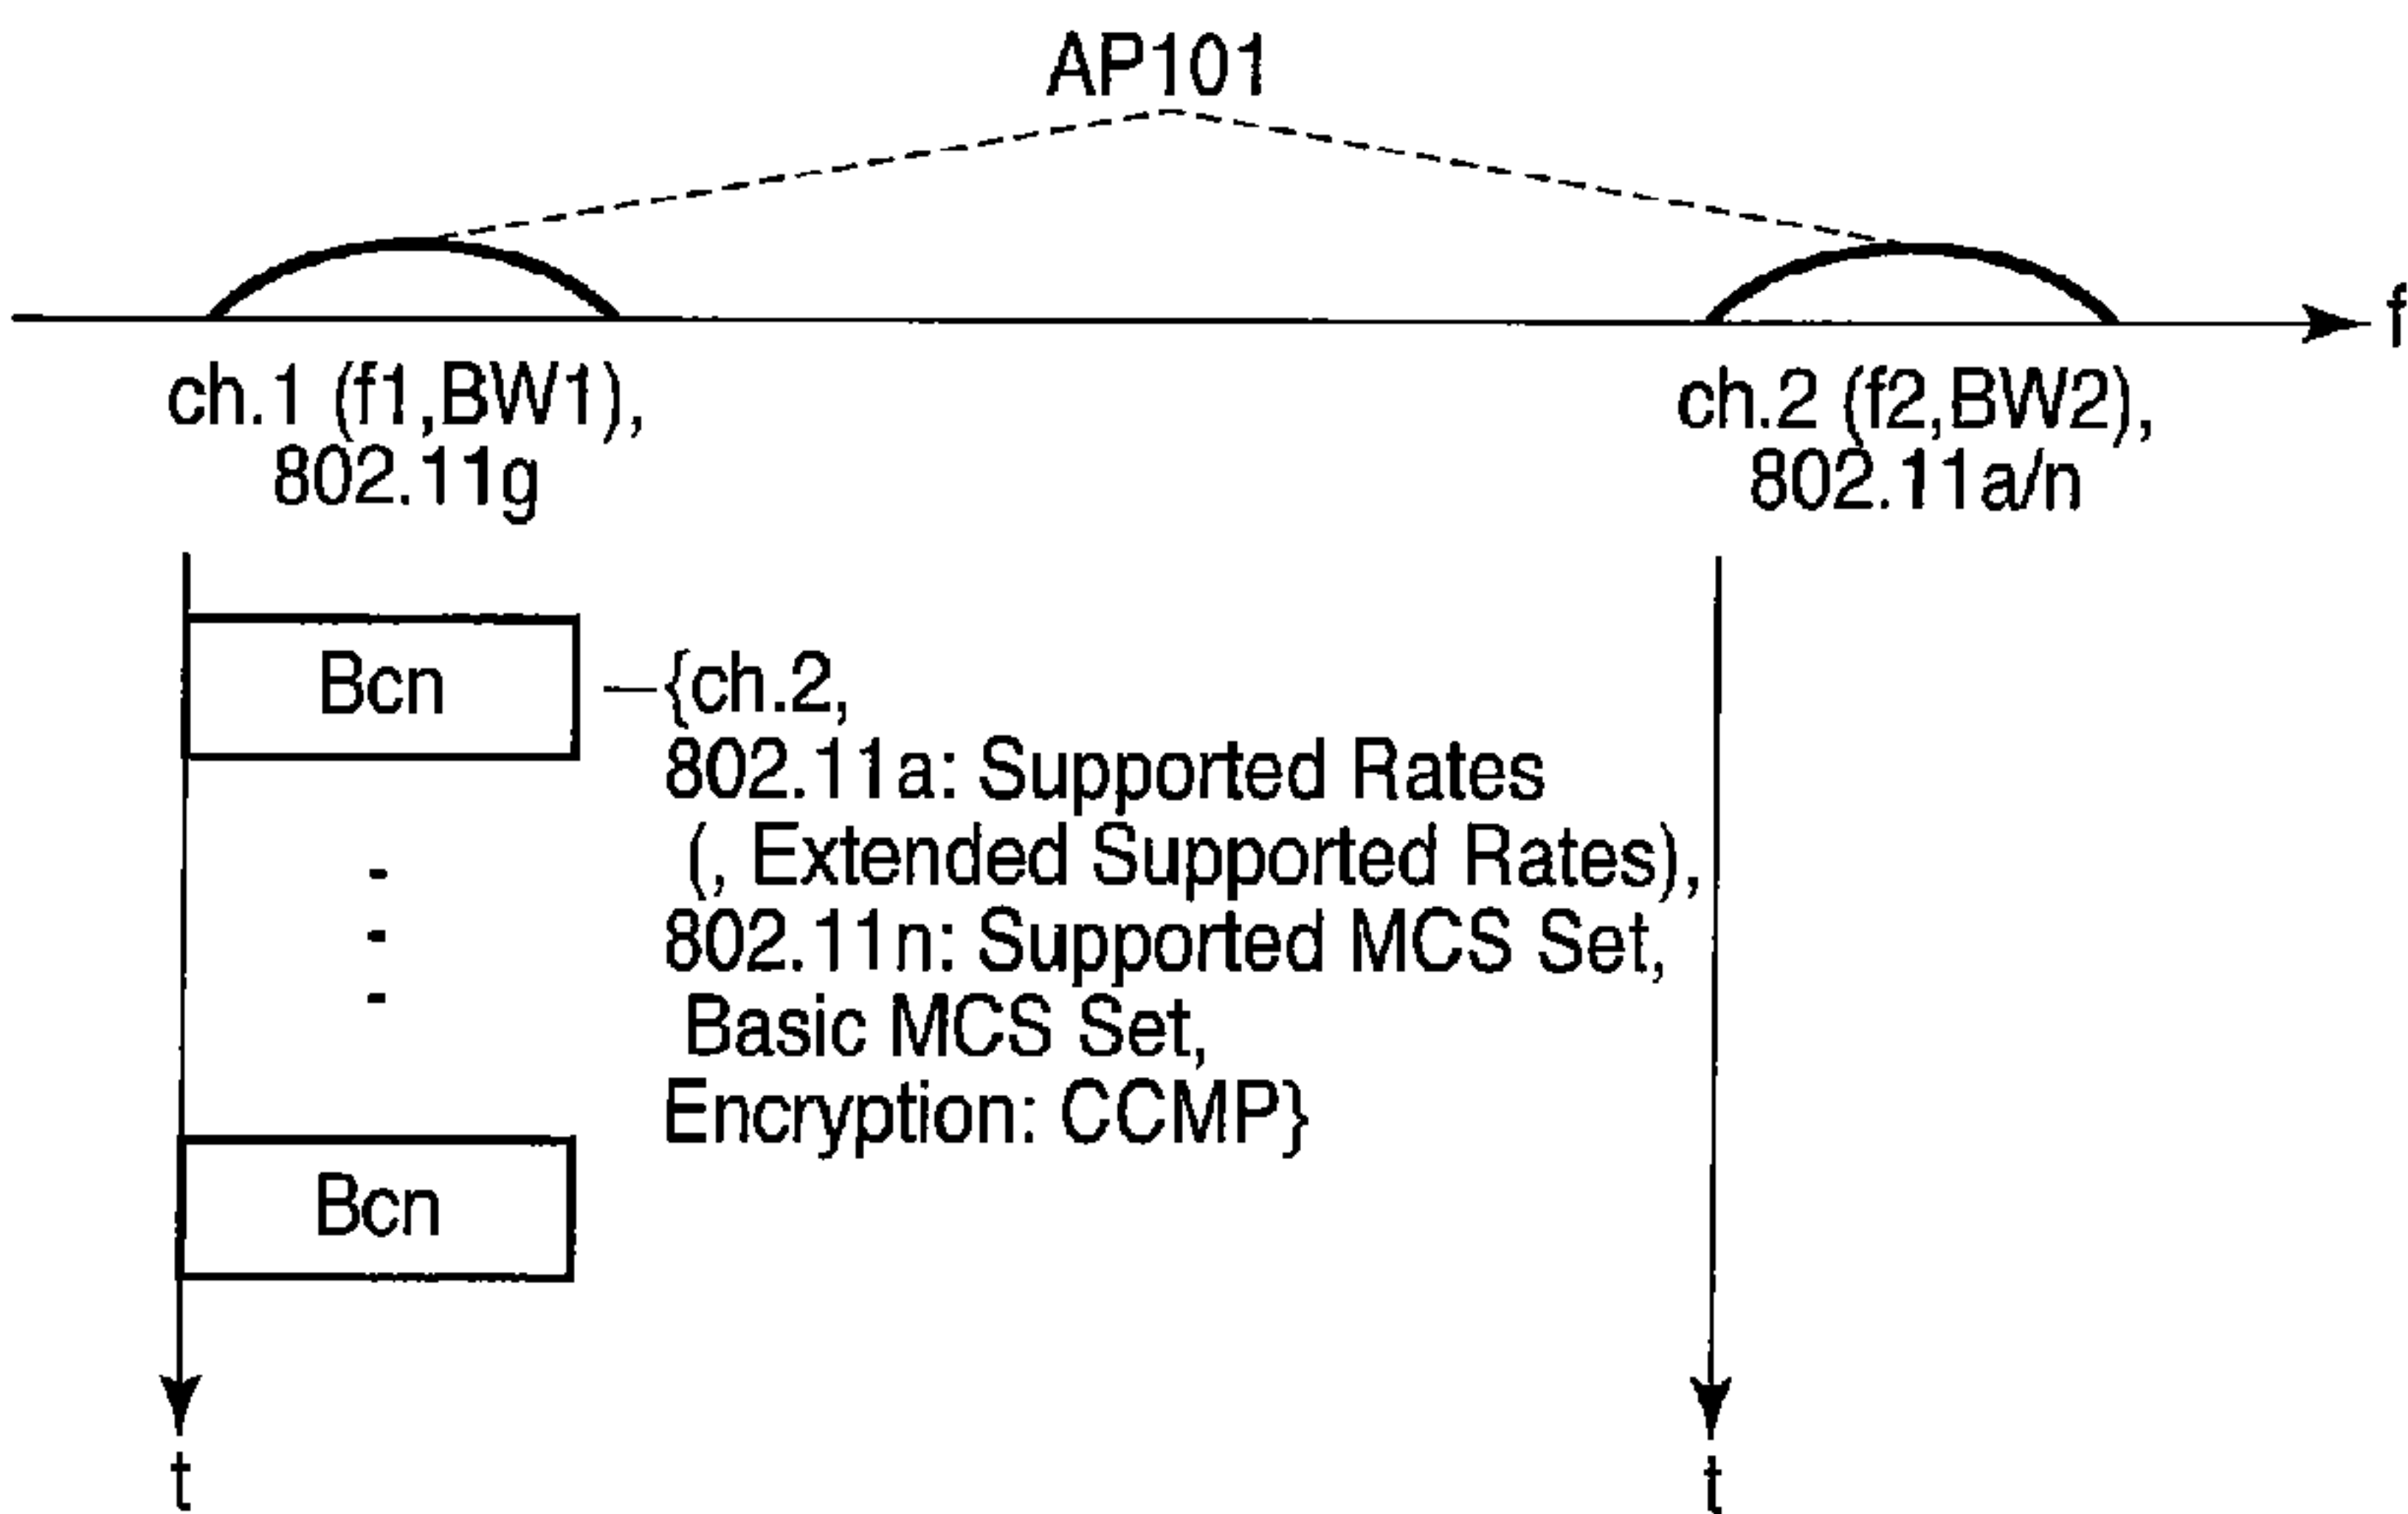 AP101
f
ch.1 (f1,BW1),
802.11g
ch.2 (f2,BW2),
802.11a/n
Bcn
{ch.2,
802.11a: Supported Rates
(, Extended Supported Rates),
802.11n: Supported MCS Set,
Basic MCS Set,
Encryption: CCMP}
Bcn
t
t